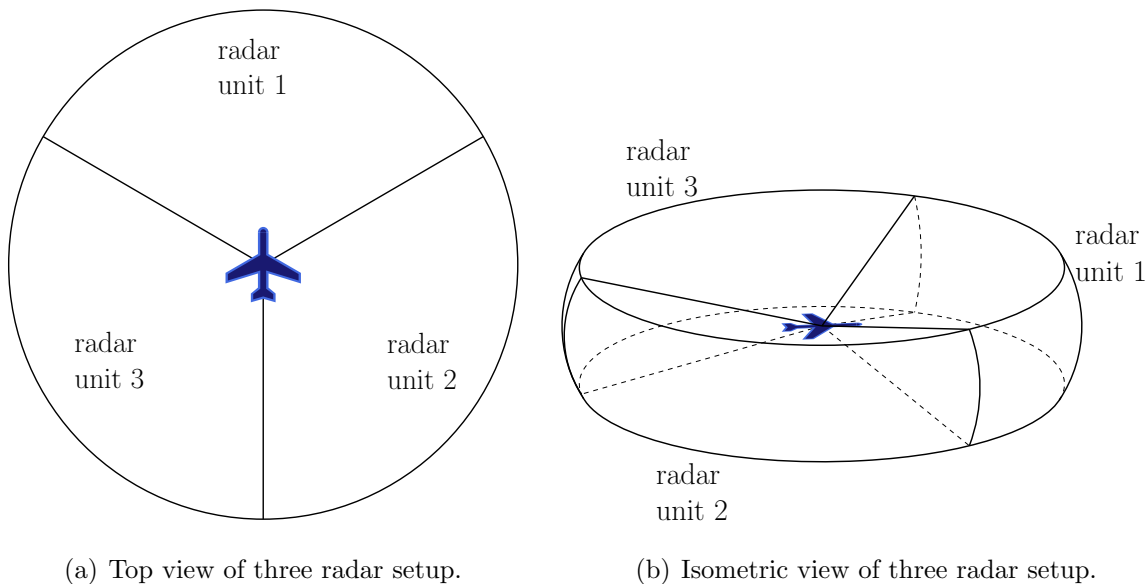 radar
unit 1
radar
unit 3
radar
unit 2
(a) Top view of three radar setup.
radar
unit 3
radar
unit 1
radar
unit 2
(b) Isometric view of three radar setup.